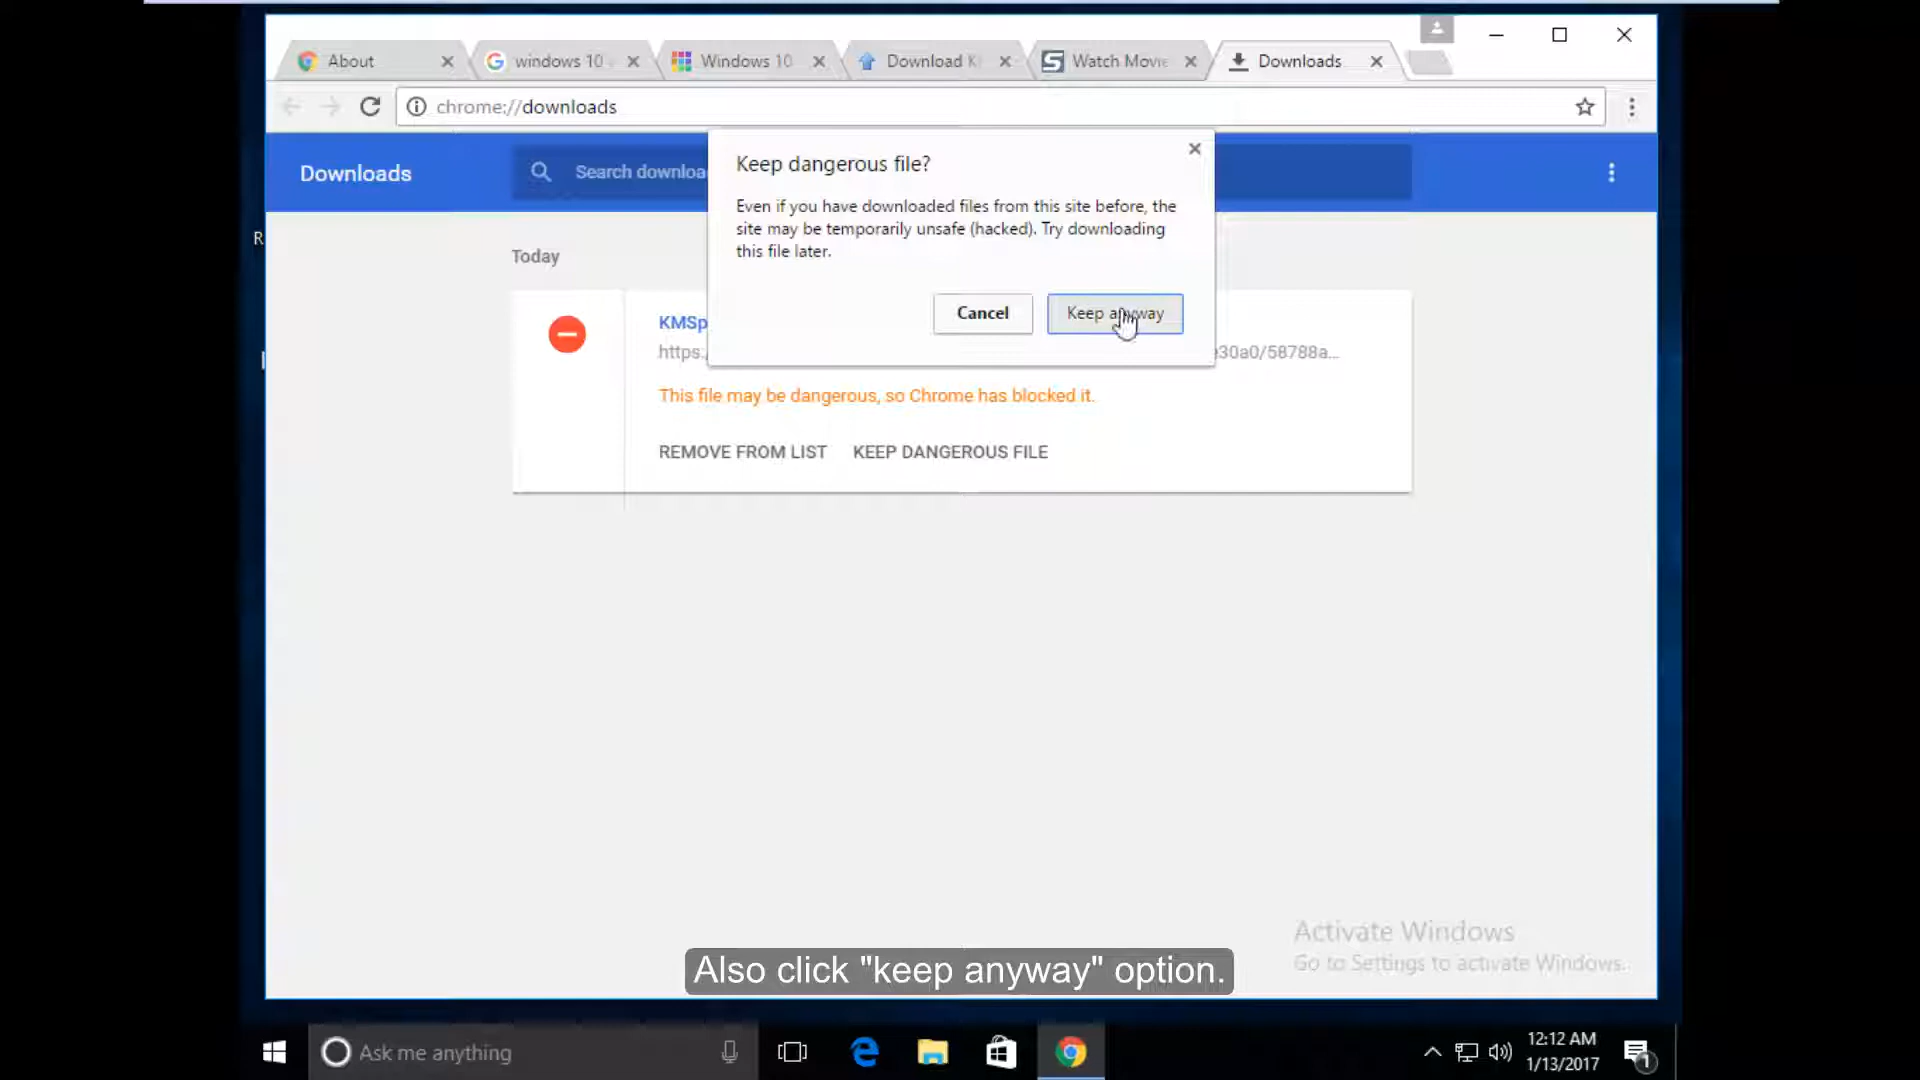 About
windows 10
Windows 10
Download K
Watch Movie
Downloads
chrome://downloads
Downloads
Search downloa
Keep dangerous file?
Even if you have downloaded files from this site before, the
site may be temporarily unsafe (hacked). Try downloading
this file later.
Cancel
Keep anyway
R
Today
KMSp
https:
e30a0/58788a...
This file may be dangerous, so Chrome has blocked it.
REMOVE FROM LIST
KEEP DANGEROUS FILE
Activate Windows
Go to Settings to activate Windows.
Also click "keep anyway" option.
Ask me anything
12:12 AM
1/13/2017
1